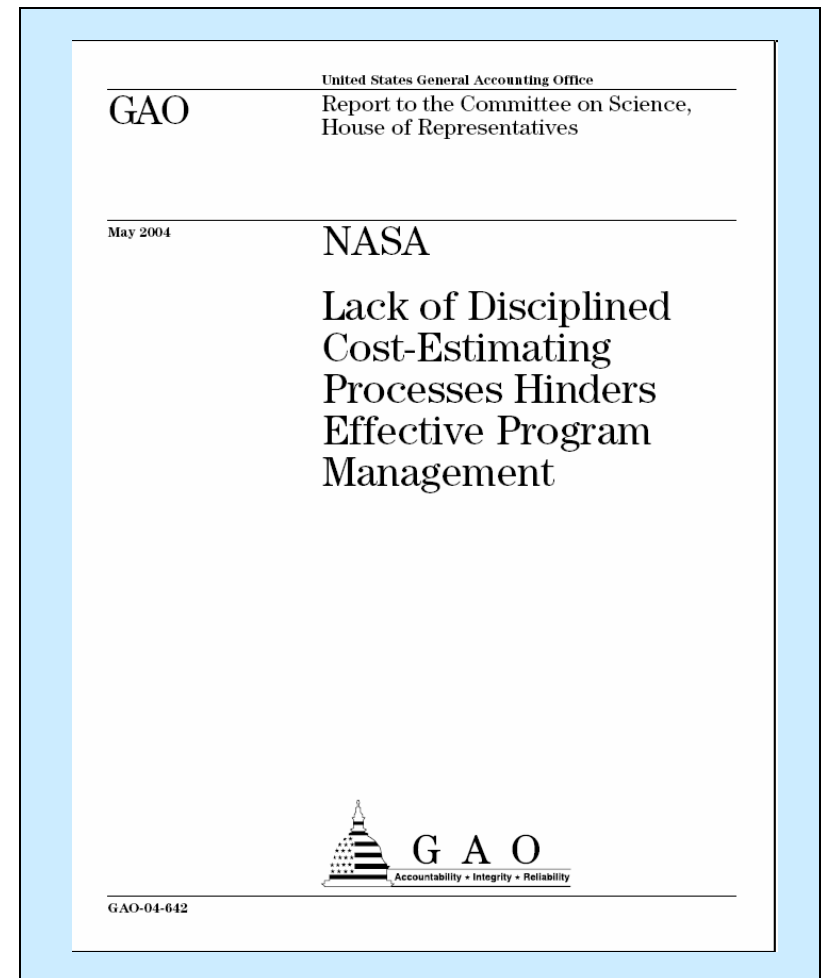 United States General Accounting Office
GAO
Report to the Committee on Science,
House of Representatives
May 2004
NASA
Lack of Disciplined
Cost-Estimating
Processes Hinders
Effective Program
Management
G A O
Accountability ★ Integrity ★ Reliability
GAO-04-642